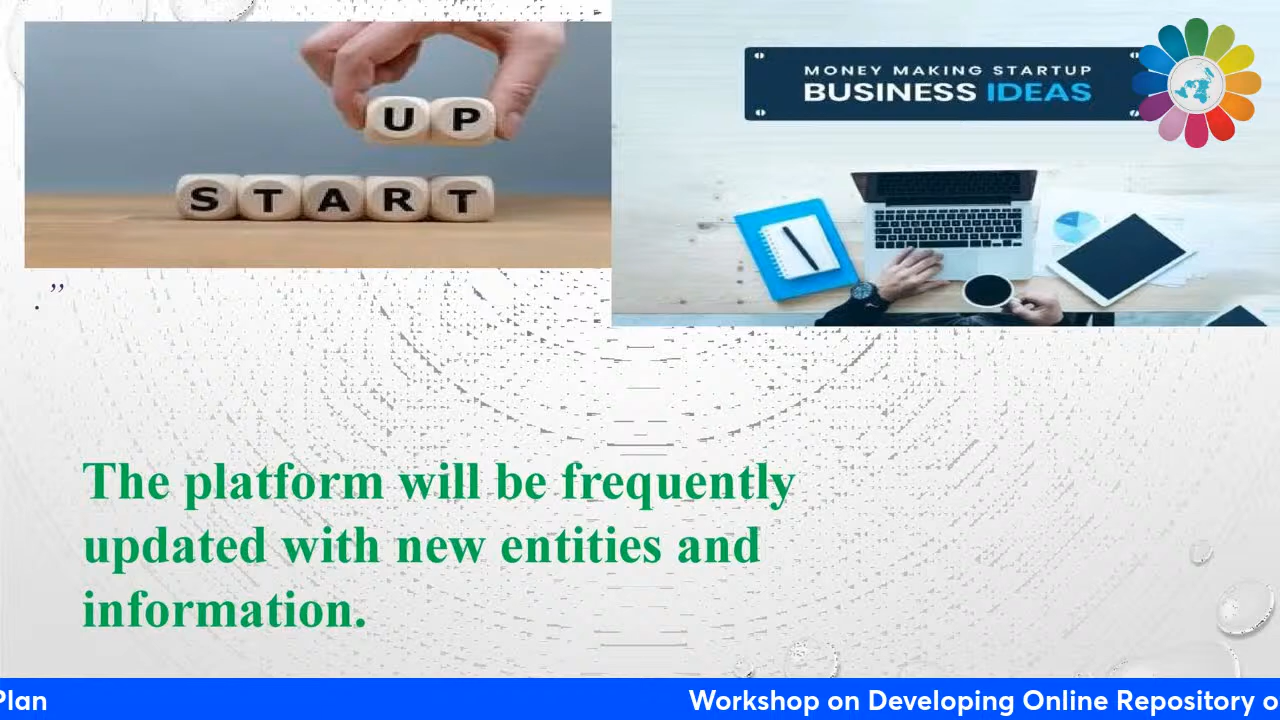 UP
START
MONEY MAKING STARTUP
BUSINESS IDEAS
.”
The platform will be frequently
updated with new entities and
information.
Plan
Workshop on Developing Online Repository o